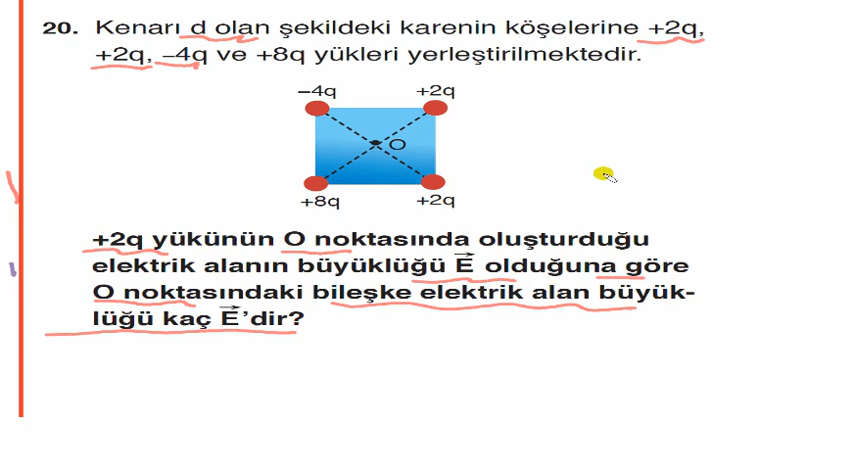 20. Kenarı d olan şekildeki karenin köşelerine +2q,
+2q, –4q ve +8q yükleri yerleştirilmektedir.
–4q +2q
O
+8q +2q
+2q yükünün O noktasında oluşturduğu
elektrik alanın büyüklüğü E⃗ olduğuna göre
O noktasındaki bileşke elektrik alan büyük-
lüğü kaç E⃗'dir?